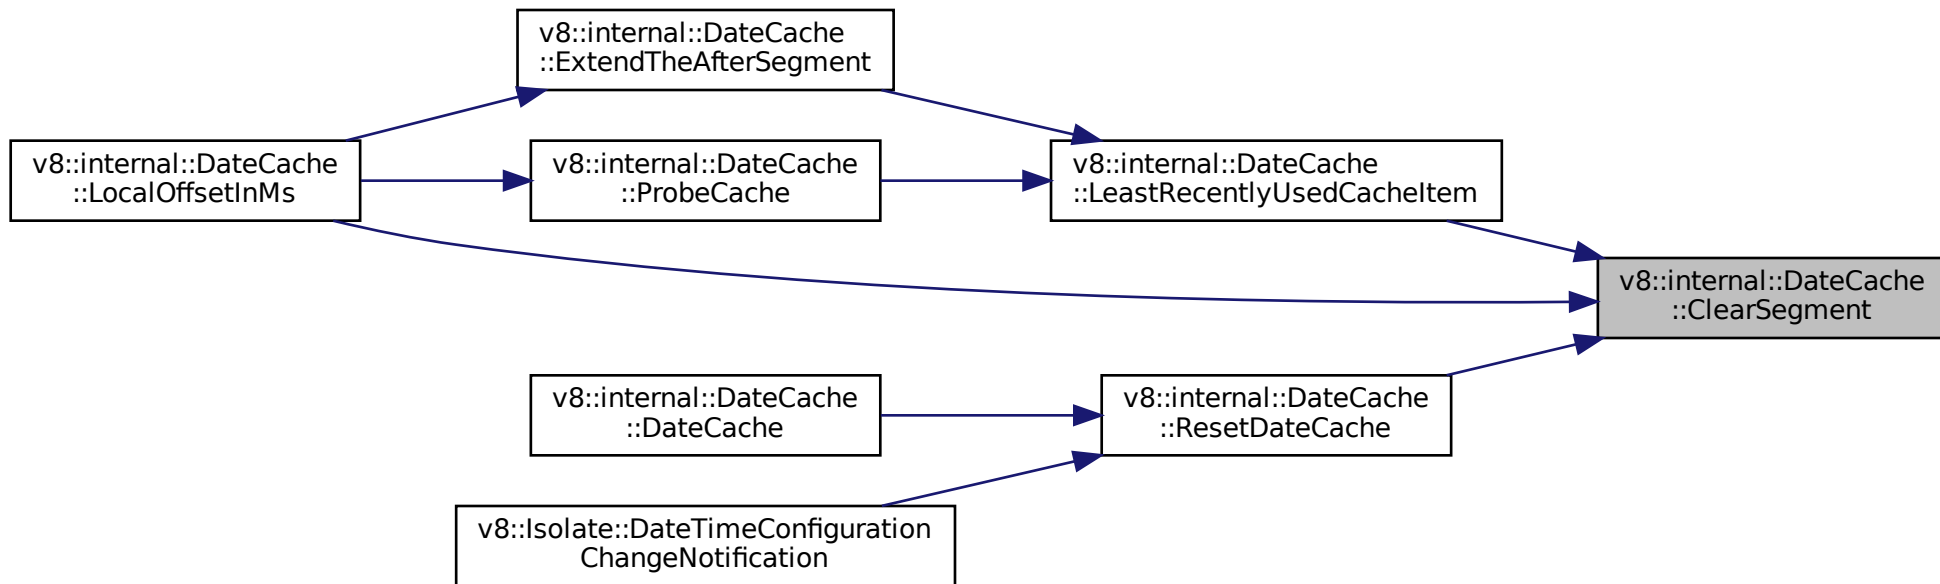 v8::internal::DateCache
::ExtendTheAfterSegment
v8::internal::DateCache
::LocalOffsetInMs
v8::internal::DateCache
::ProbeCache
v8::internal::DateCache
::LeastRecentlyUsedCacheItem
v8::internal::DateCache
::ClearSegment
v8::internal::DateCache
::DateCache
v8::internal::DateCache
::ResetDateCache
v8::Isolate::DateTimeConfiguration
ChangeNotification